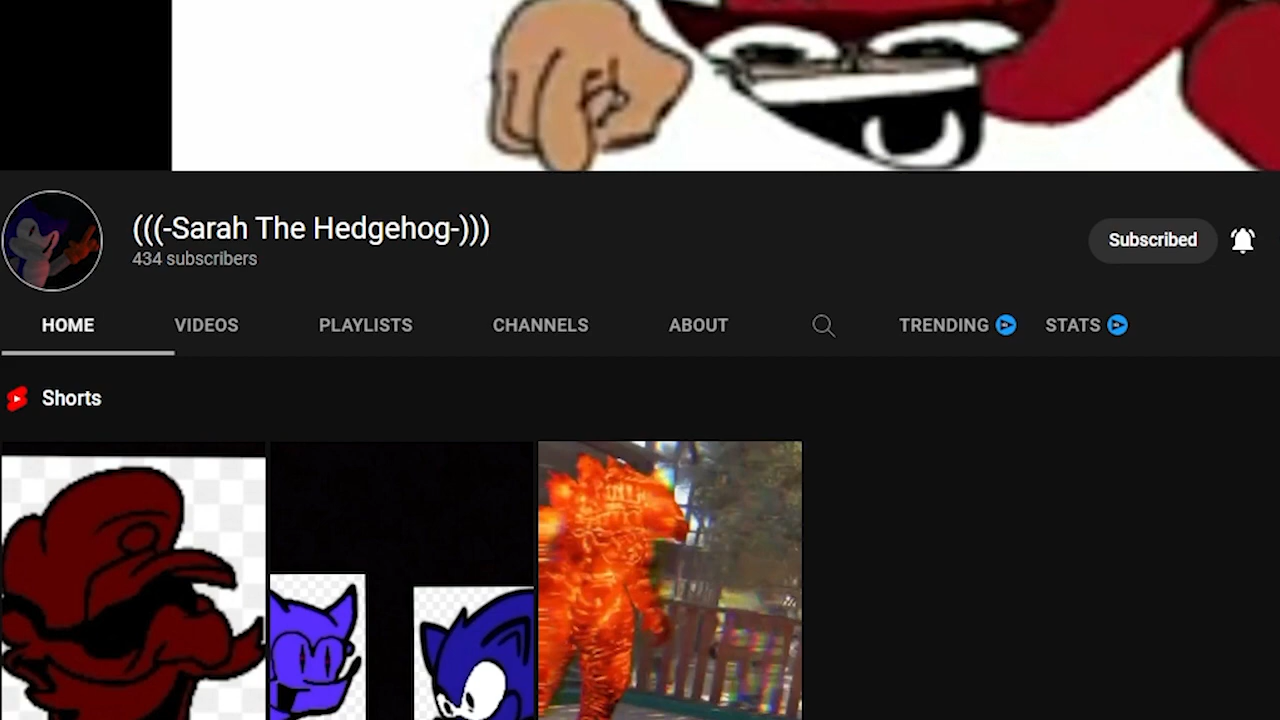 (((-Sarah The Hedgehog-)))
434 subscribers
Subscribed
HOME VIDEOS PLAYLISTS CHANNELS ABOUT TRENDING STATS
Shorts